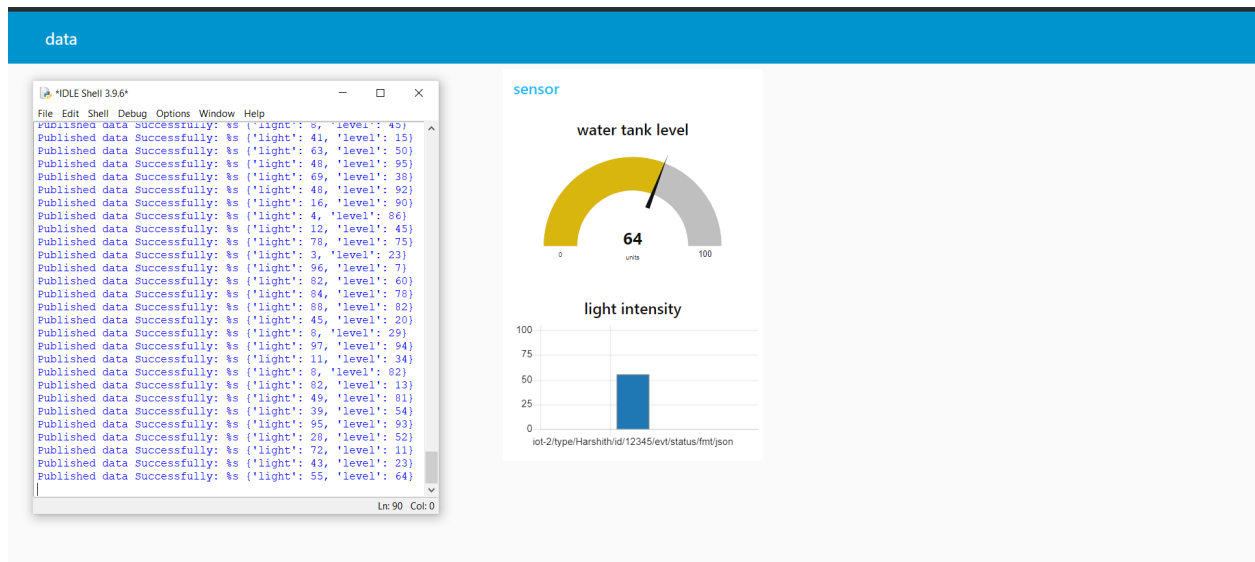 data
*IDLE Shell 3.9.6*
File Edit Shell Debug Options Window Help
Published data Successfully: %s {'light': 8, 'level': 45}
Published data Successfully: %s {'light': 41, 'level': 15}
Published data Successfully: %s {'light': 63, 'level': 50}
Published data Successfully: %s {'light': 48, 'level': 95}
Published data Successfully: %s {'light': 69, 'level': 38}
Published data Successfully: %s {'light': 48, 'level': 92}
Published data Successfully: %s {'light': 16, 'level': 90}
Published data Successfully: %s {'light': 4, 'level': 86}
Published data Successfully: %s {'light': 12, 'level': 45}
Published data Successfully: %s {'light': 78, 'level': 75}
Published data Successfully: %s {'light': 3, 'level': 23}
Published data Successfully: %s {'light': 96, 'level': 7}
Published data Successfully: %s {'light': 82, 'level': 60}
Published data Successfully: %s {'light': 84, 'level': 78}
Published data Successfully: %s {'light': 88, 'level': 82}
Published data Successfully: %s {'light': 45, 'level': 20}
Published data Successfully: %s {'light': 8, 'level': 29}
Published data Successfully: %s {'light': 97, 'level': 94}
Published data Successfully: %s {'light': 11, 'level': 34}
Published data Successfully: %s {'light': 8, 'level': 82}
Published data Successfully: %s {'light': 82, 'level': 13}
Published data Successfully: %s {'light': 49, 'level': 81}
Published data Successfully: %s {'light': 39, 'level': 54}
Published data Successfully: %s {'light': 95, 'level': 93}
Published data Successfully: %s {'light': 28, 'level': 52}
Published data Successfully: %s {'light': 72, 'level': 11}
Published data Successfully: %s {'light': 43, 'level': 23}
Published data Successfully: %s {'light': 55, 'level': 64}
Ln: 90 Col: 0
sensor
water tank level
64
0 units 100
light intensity
100
75
50
25
0
iot-2/type/Harshith/id/12345/evt/status/fmt/json